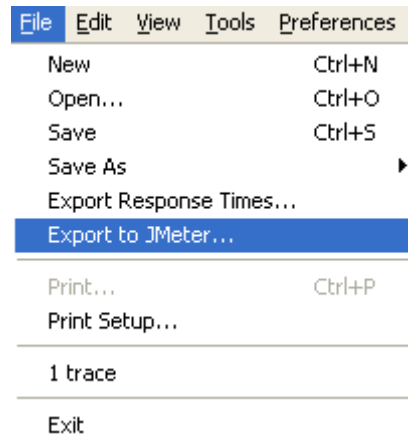 File Edit View Tools Preferences
New Ctrl+N
Open... Ctrl+O
Save Ctrl+S
Save As
Export Response Times...
Export to JMeter...
Print... Ctrl+P
Print Setup...
1 trace
Exit